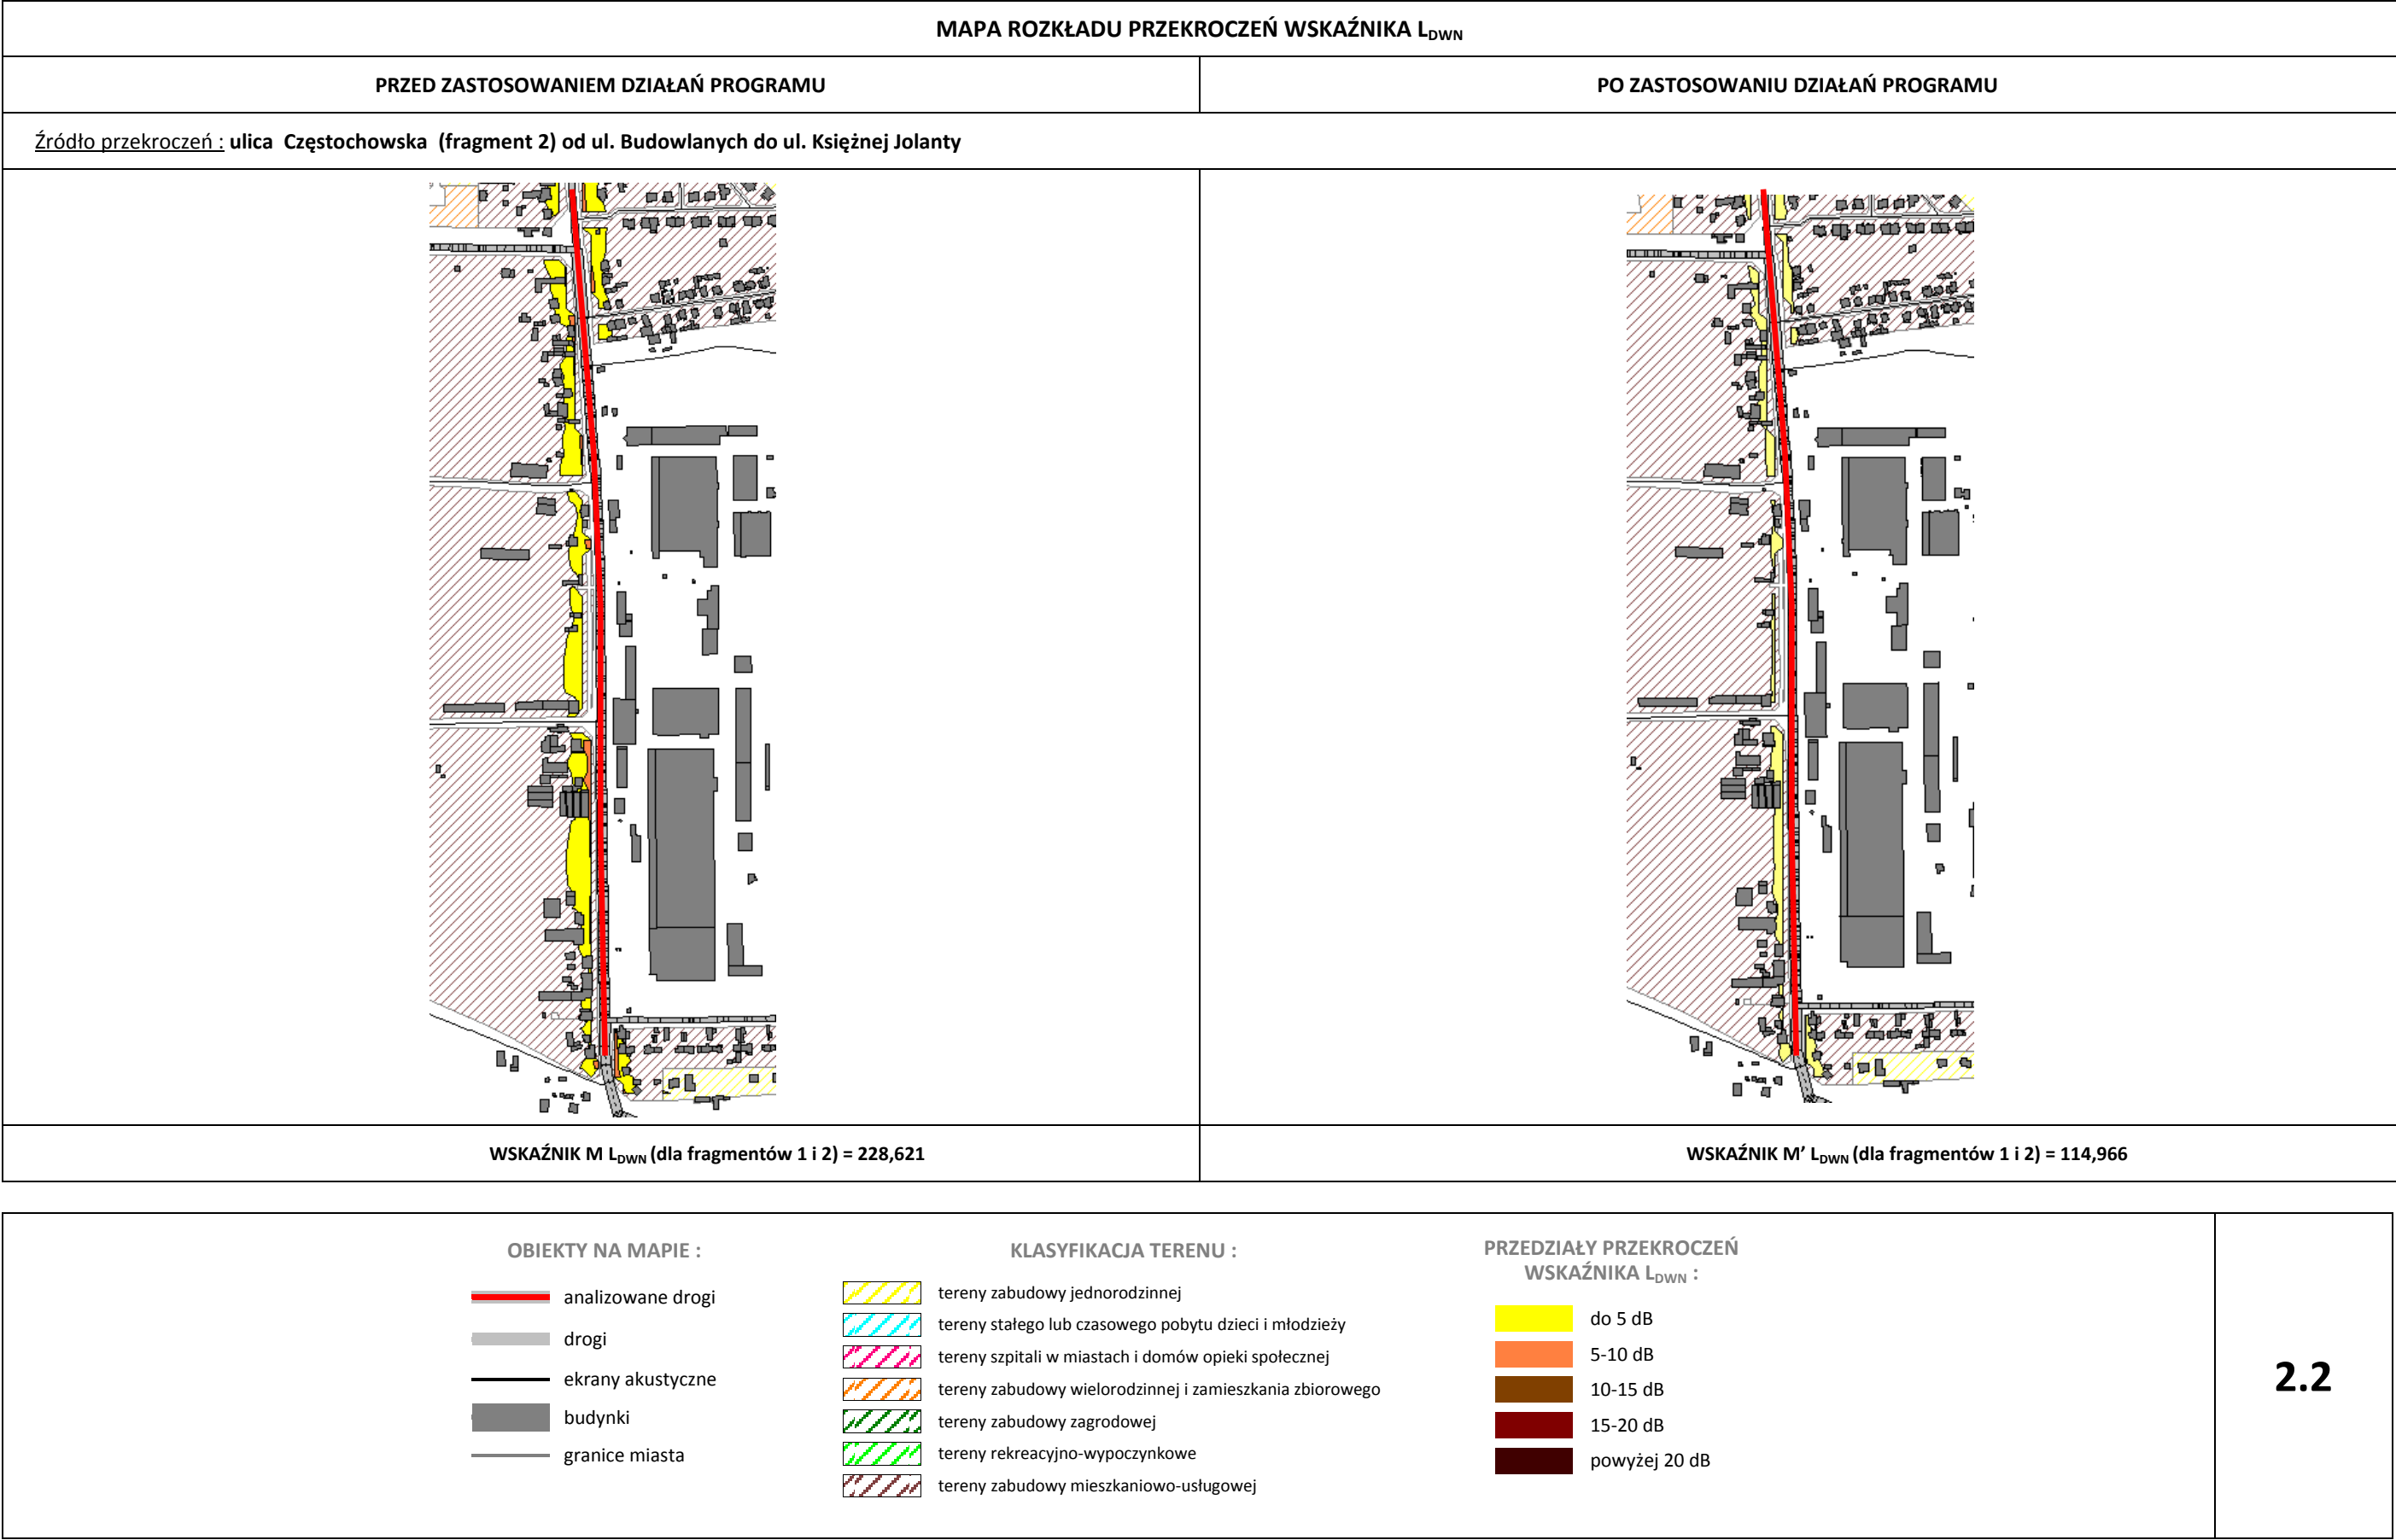 MAPA ROZKŁADU PRZEKROCZEŃ WSKAŹNIKA LDWN
PRZED ZASTOSOWANIEM DZIAŁAŃ PROGRAMU
PO ZASTOSOWANIU DZIAŁAŃ PROGRAMU
Źródło przekroczeń : ulica Częstochowska (fragment 2) od ul. Budowlanych do ul. Księżnej Jolanty
WSKAŹNIK M LDWN (dla fragmentów 1 i 2) = 228,621
WSKAŹNIK M’ LDWN (dla fragmentów 1 i 2) = 114,966
OBIEKTY NA MAPIE :
analizowane drogi
drogi
ekrany akustyczne
budynki
granice miasta
KLASYFIKACJA TERENU :
tereny zabudowy jednorodzinnej
tereny stałego lub czasowego pobytu dzieci i młodzieży
tereny szpitali w miastach i domów opieki społecznej
tereny zabudowy wielorodzinnej i zamieszkania zbiorowego
tereny zabudowy zagrodowej
tereny rekreacyjno-wypoczynkowe
tereny zabudowy mieszkaniowo-usługowej
PRZEDZIAŁY PRZEKROCZEŃ
WSKAŹNIKA LDWN :
do 5 dB
5-10 dB
10-15 dB
15-20 dB
powyżej 20 dB
2.2